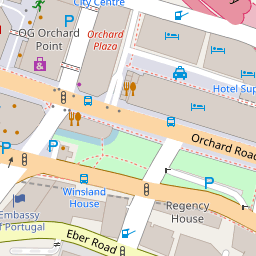 City Centre
OG Orchard
Point
Orchard
Plaza
Hotel Sup
Orchard Road
Winsland
House
Regency
House
Embassy
of Portugal
Eber Road